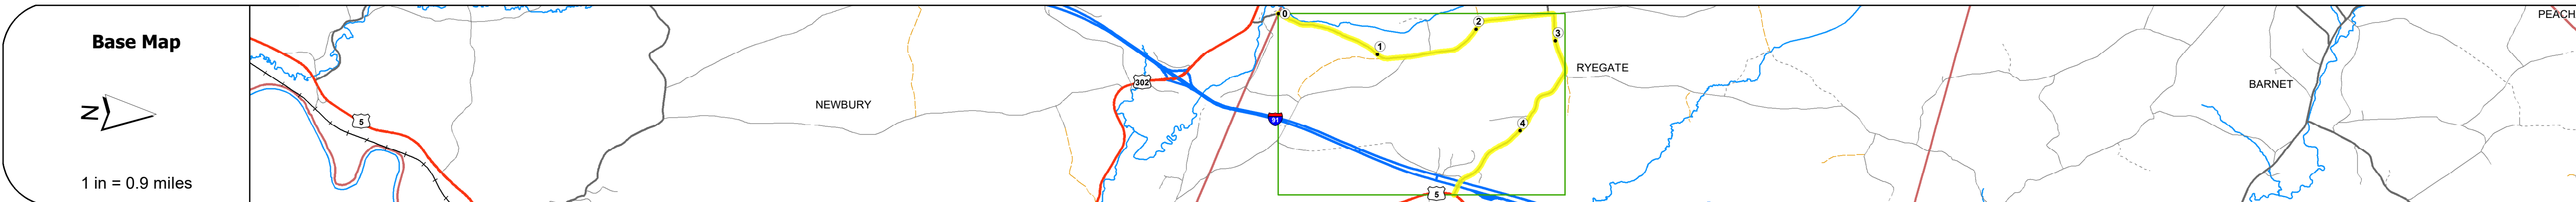 Base Map
N
1 in = 0.9 miles
5
NEWBURY
302
91
0
1
2
3
4
5
RYEGATE
BARNET
PEACH